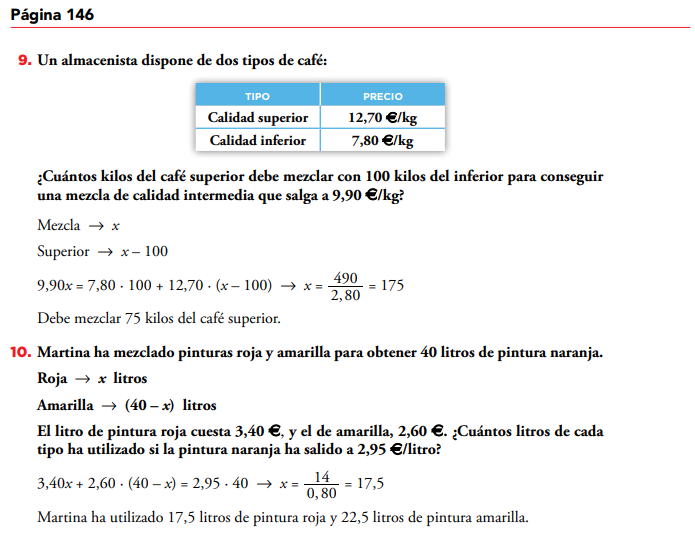 Página 146
9. Un almacenista dispone de dos tipos de café:
TIPO PRECIO
Calidad superior 12,70 €/kg
Calidad inferior 7,80 €/kg
¿Cuántos kilos del café superior debe mezclar con 100 kilos del inferior para conseguir
una mezcla de calidad intermedia que salga a 9,90 €/kg?
Mezcla → x
Superior → x – 100
9,90x = 7,80 · 100 + 12,70 · (x – 100) → x = 490/2,80 = 175
Debe mezclar 75 kilos del café superior.
10. Martina ha mezclado pinturas roja y amarilla para obtener 40 litros de pintura naranja.
Roja → x litros
Amarilla → (40 – x) litros
El litro de pintura roja cuesta 3,40 €, y el de amarilla, 2,60 €. ¿Cuántos litros de cada
tipo ha utilizado si la pintura naranja ha salido a 2,95 €/litro?
3,40x + 2,60 · (40 – x) = 2,95 · 40 → x = 14/0,80 = 17,5
Martina ha utilizado 17,5 litros de pintura roja y 22,5 litros de pintura amarilla.